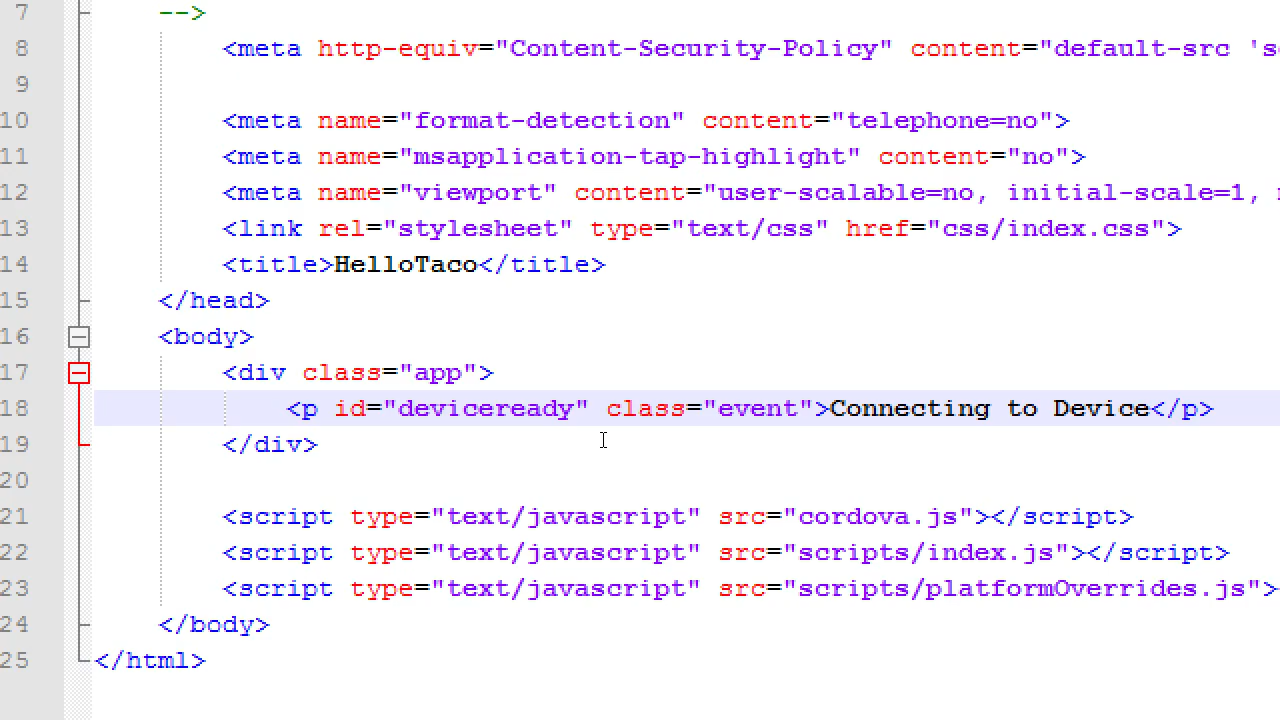 7 -->
8 <meta http-equiv="Content-Security-Policy" content="default-src 's
9
10 <meta name="format-detection" content="telephone=no">
11 <meta name="msapplication-tap-highlight" content="no">
12 <meta name="viewport" content="user-scalable=no, initial-scale=1,
13 <link rel="stylesheet" type="text/css" href="css/index.css">
14 <title>HelloTaco</title>
15 </head>
16 <body>
17 <div class="app">
18 <p id="deviceready" class="event">Connecting to Device</p>
19 </div>
20
21 <script type="text/javascript" src="cordova.js"></script>
22 <script type="text/javascript" src="scripts/index.js"></script>
23 <script type="text/javascript" src="scripts/platformOverrides.js">
24 </body>
25 </html>